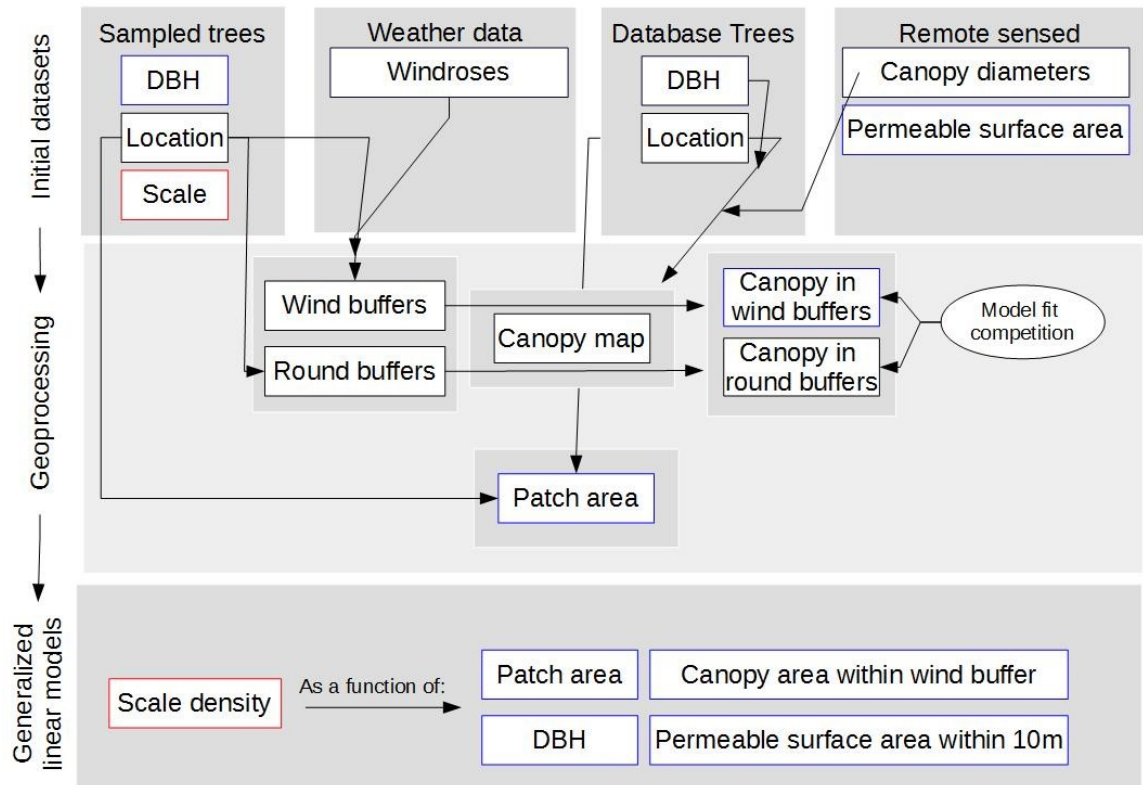 Initial datasets
Sampled trees
DBH
Location
Scale
Weather data
Windroses
Database Trees
DBH
Location
Remote sensed
Canopy diameters
Permeable surface area
Geoprocessing
Wind buffers
Round buffers
Canopy map
Canopy in
wind buffers
Canopy in
round buffers
Model fit
competition
Patch area
Generalized
linear models
Scale density
As a function of:
Patch area
Canopy area within wind buffer
DBH
Permeable surface area within 10m